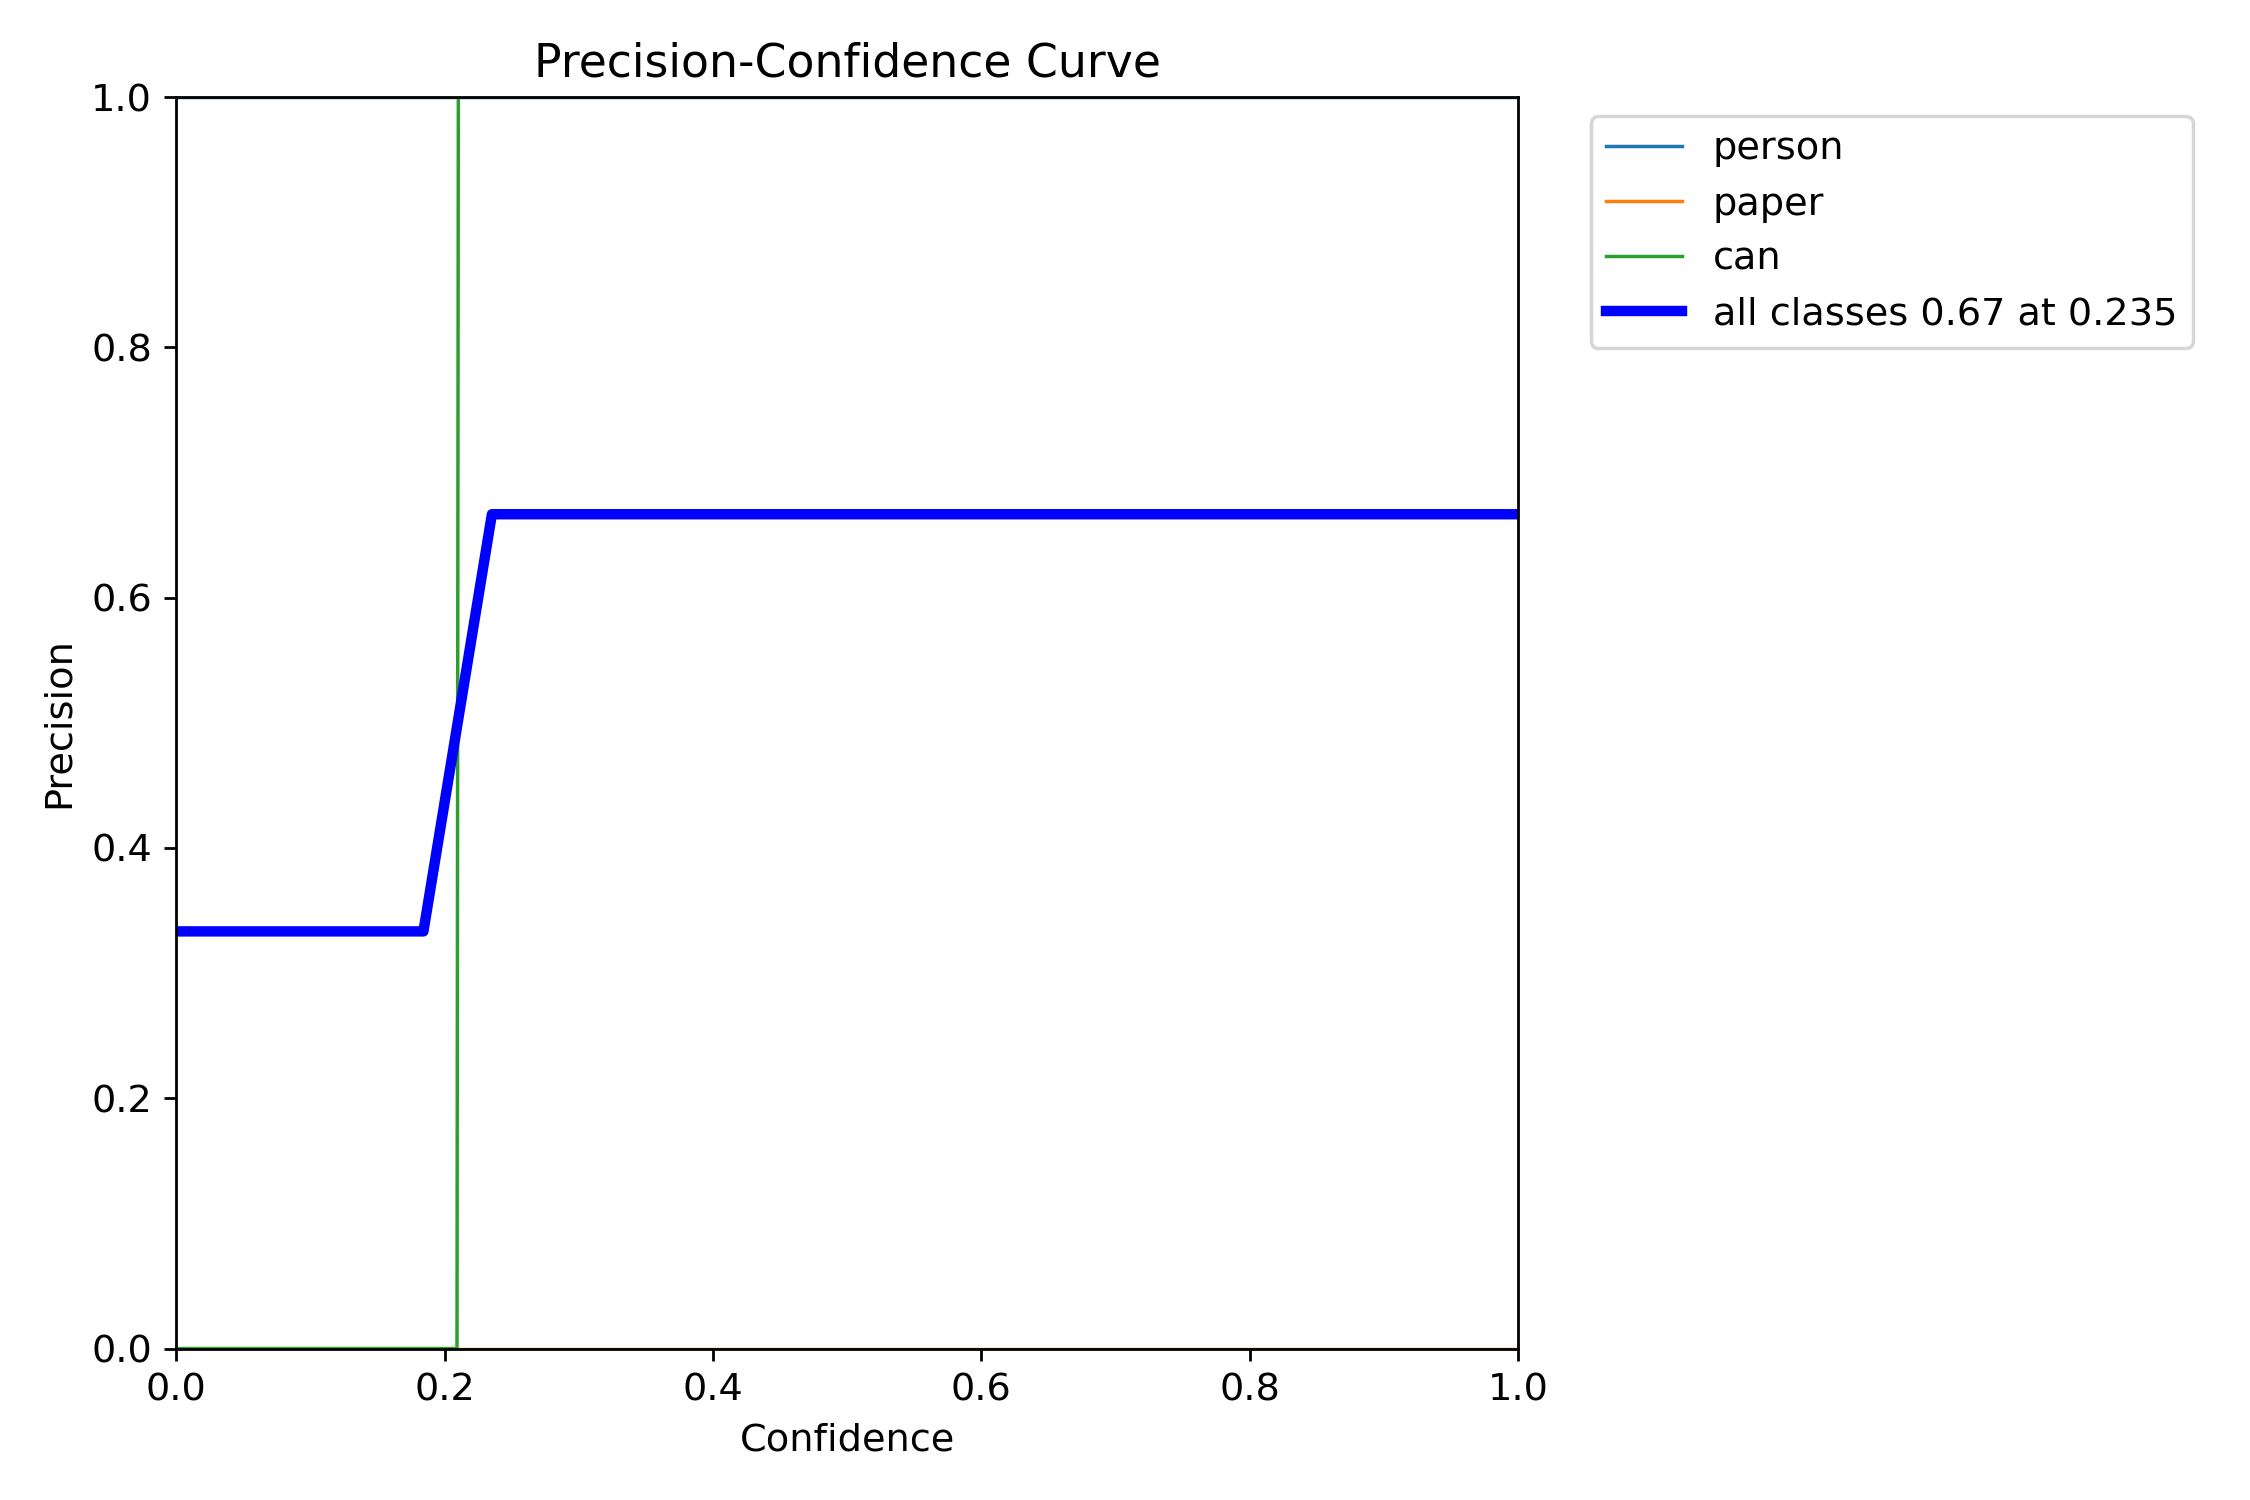 Precision-Confidence Curve
1.0
0.8
0.6
0.4
0.2
0.0
Precision
0.0 0.2 0.4 0.6 0.8 1.0
Confidence
person
paper
can
all classes 0.67 at 0.235